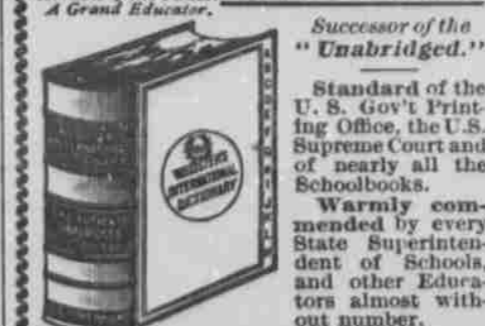 A Grand Educator.
Successor of the
"Unabridged."
Standard of the
U. S. Gov't Print-
ing Office, the U.S.
Supreme Court and
of nearly all the
Schoolbooks.
Warmly com-
mended by every
State Superinten-
dent of Schools,
and other Educa-
tors almost with-
out number.
WEBSTER'S
INTERNATIONAL
DICTIONARY